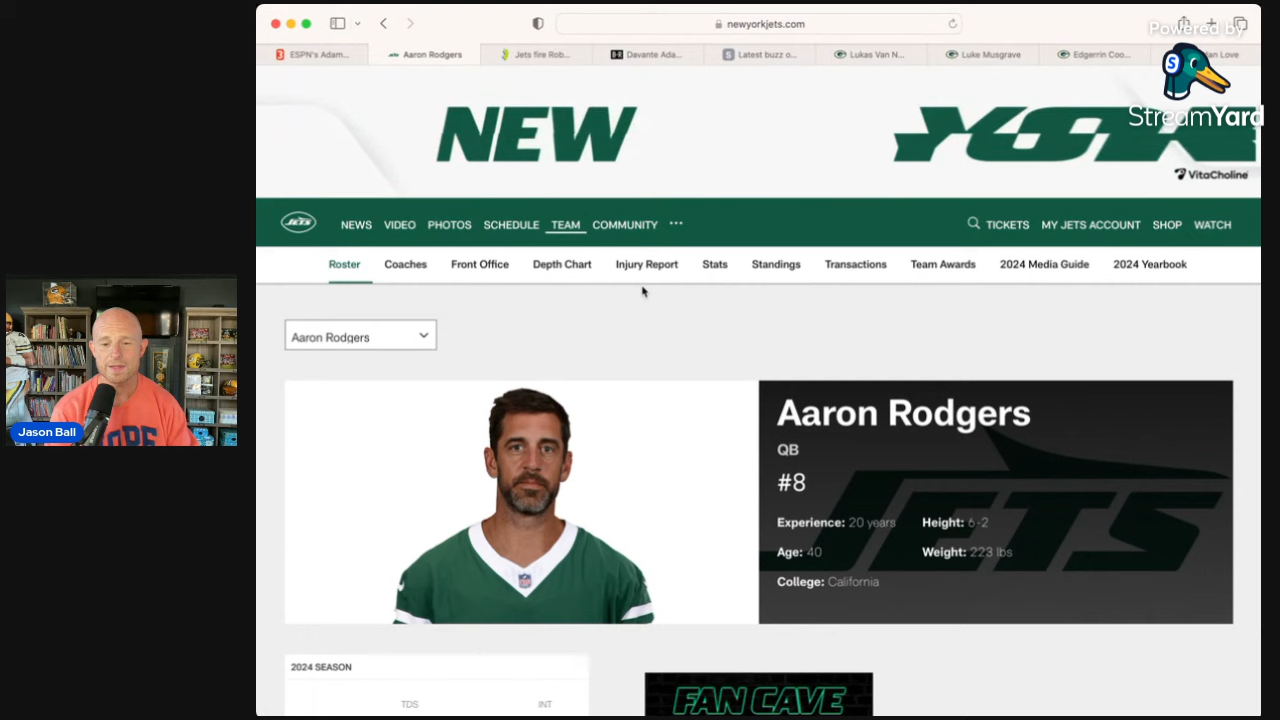 newyorkjets.com
Powered by
ESPN's Adam...
Aaron Rodgers
Jets fire Rob...
Davante Ada...
Latest buzz o...
Lukas Van N...
Luke Musgrave
Edgerrin Coo...
Love
StreamYard
NEW
VitaCholine
JETS
NEWS VIDEO PHOTOS SCHEDULE TEAM COMMUNITY ...
TICKETS MY JETS ACCOUNT SHOP WATCH
Roster Coaches Front Office Depth Chart Injury Report Stats Standings Transactions Team Awards 2024 Media Guide 2024 Yearbook
Aaron Rodgers
Aaron Rodgers
QB
#8
JETS
Experience: 20 years Height: 6-2
Age: 40 Weight: 223 lbs
College: California
Jason Ball
2024 SEASON
TDS INT
FAN CAVE